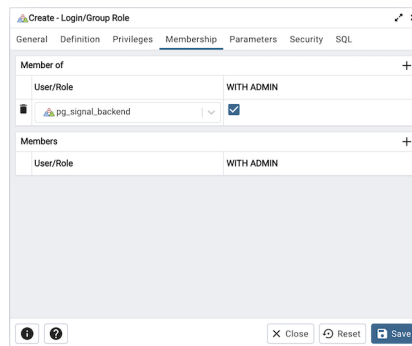 Create - Login/Group Role
General Definition Privileges Membership Parameters Security SQL
Member of
User/Role WITH ADMIN
pg_signal_backend
Members
User/Role WITH ADMIN
Close Reset Save